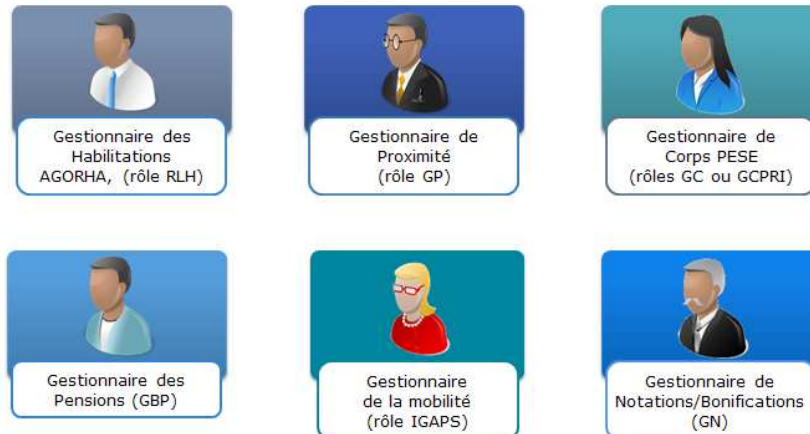 Gestionnaire des
Habilitations
AGORHA, (rôle RLH)
Gestionnaire de
Proximité
(rôle GP)
Gestionnaire de
Corps PESE
(rôles GC ou GCPRI)
Gestionnaire des
Pensions (GBP)
Gestionnaire
de la mobilité
(rôle IGAPS)
Gestionnaire de
Notations/Bonifications
(GN)